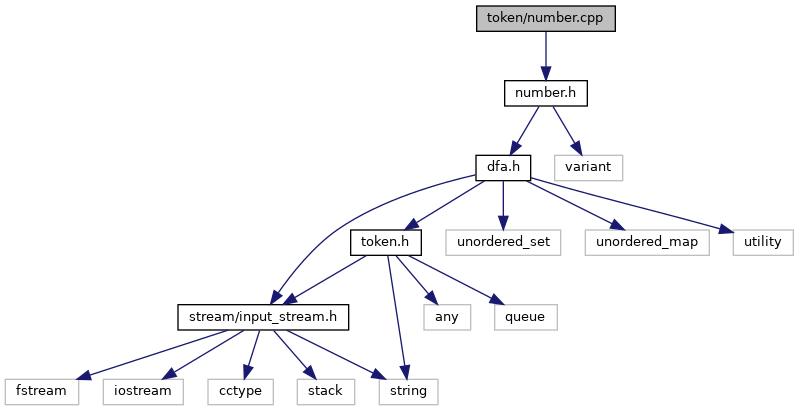 token/number.cpp
number.h
dfa.h
variant
token.h
unordered_set
unordered_map
utility
stream/input_stream.h
any
queue
fstream
iostream
cctype
stack
string